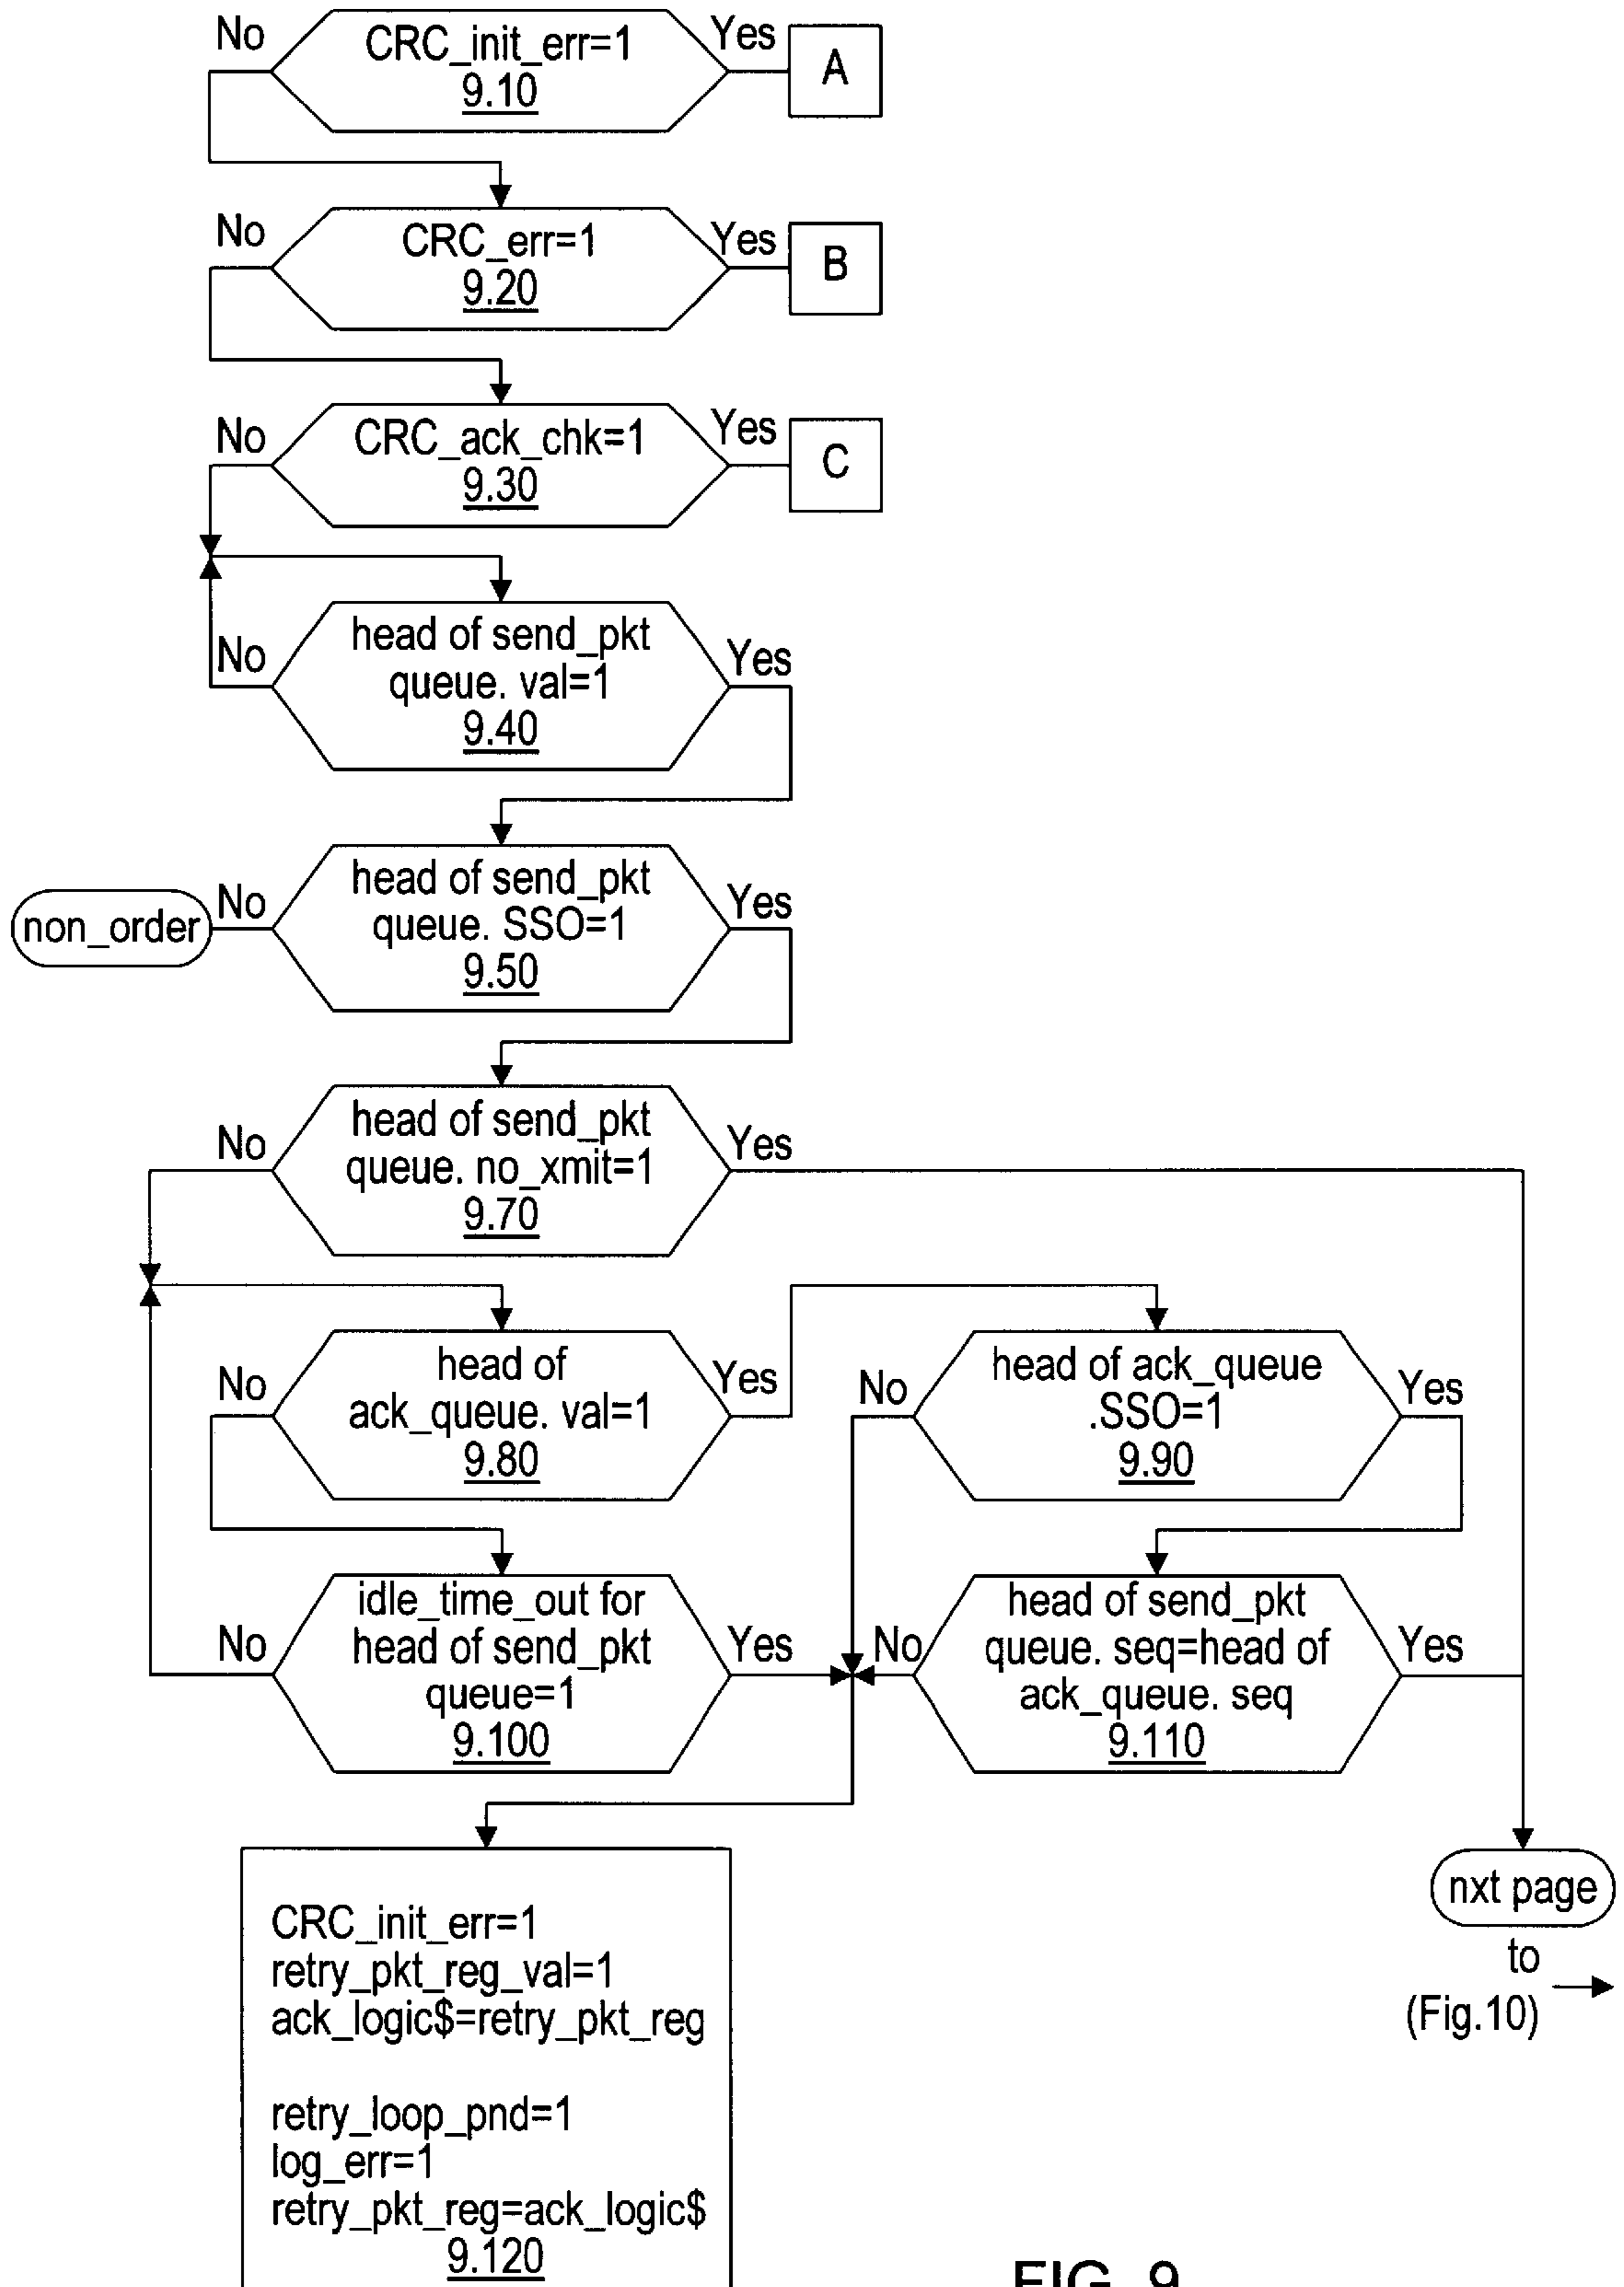 No
CRC_init_err=1
9.10
Yes
A
No
CRC_err=1
9.20
Yes
B
No
CRC_ack_chk=1
9.30
Yes
C
No
head of send_pkt
queue. val=1
9.40
Yes
non_order
No
head of send_pkt
queue. SSO=1
9.50
Yes
No
head of send_pkt
queue. no_xmit=1
9.70
Yes
No
head of
ack_queue. val=1
9.80
Yes
No
head of ack_queue
.SSO=1
9.90
Yes
No
idle_time_out for
head of send_pkt
queue=1
9.100
Yes
No
head of send_pkt
queue. seq=head of
ack_queue. seq
9.110
Yes
CRC_init_err=1
retry_pkt_reg_val=1
ack_logic$=retry_pkt_reg
retry_loop_pnd=1
log_err=1
retry_pkt_reg=ack_logic$
9.120
nxt page
to
(Fig.10)
FIG. 9